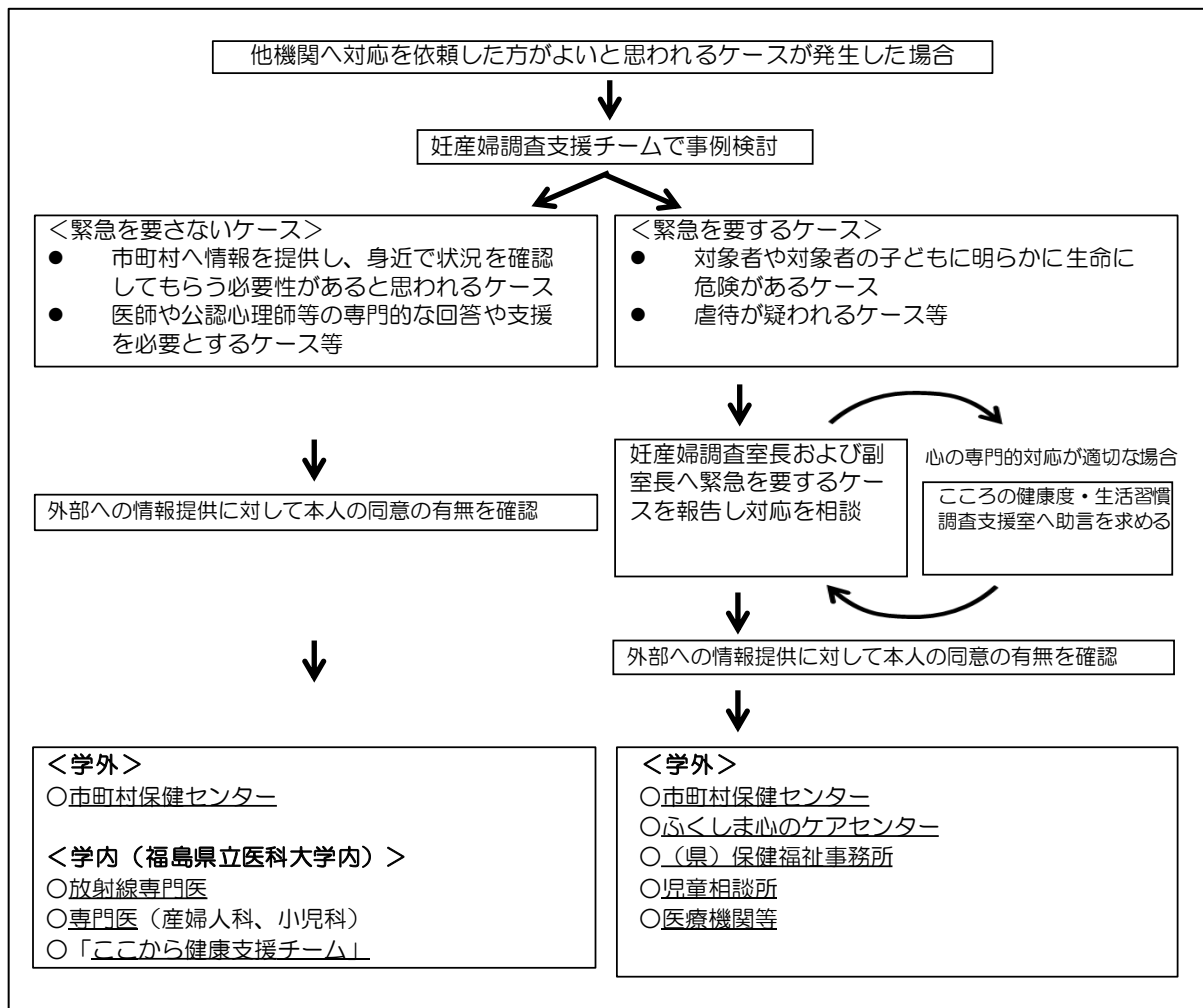 他機関へ対応を依頼した方がよいと思われるケースが発生した場合
妊産婦調査支援チームで事例検討
＜緊急を要さないケース＞
● 市町村へ情報を提供し、身近で状況を確認
してもらう必要性があると思われるケース
● 医師や公認心理師等の専門的な回答や支援
を必要とするケース等
外部への情報提供に対して本人の同意の有無を確認
＜学外＞
○市町村保健センター
＜学内（福島県立医科大学内）＞
○放射線専門医
○専門医（産婦人科、小児科）
○「ここから健康支援チーム」
＜緊急を要するケース＞
● 対象者や対象者の子どもに明らかに生命に
危険があるケース
● 虐待が疑われるケース等
妊産婦調査室長および副
室長へ緊急を要するケー
スを報告し対応を相談
心の専門的対応が適切な場合
こころの健康度・生活習慣
調査支援室へ助言を求める
外部への情報提供に対して本人の同意の有無を確認
＜学外＞
○市町村保健センター
○ふくしま心のケアセンター
○（県）保健福祉事務所
○児童相談所
○医療機関等